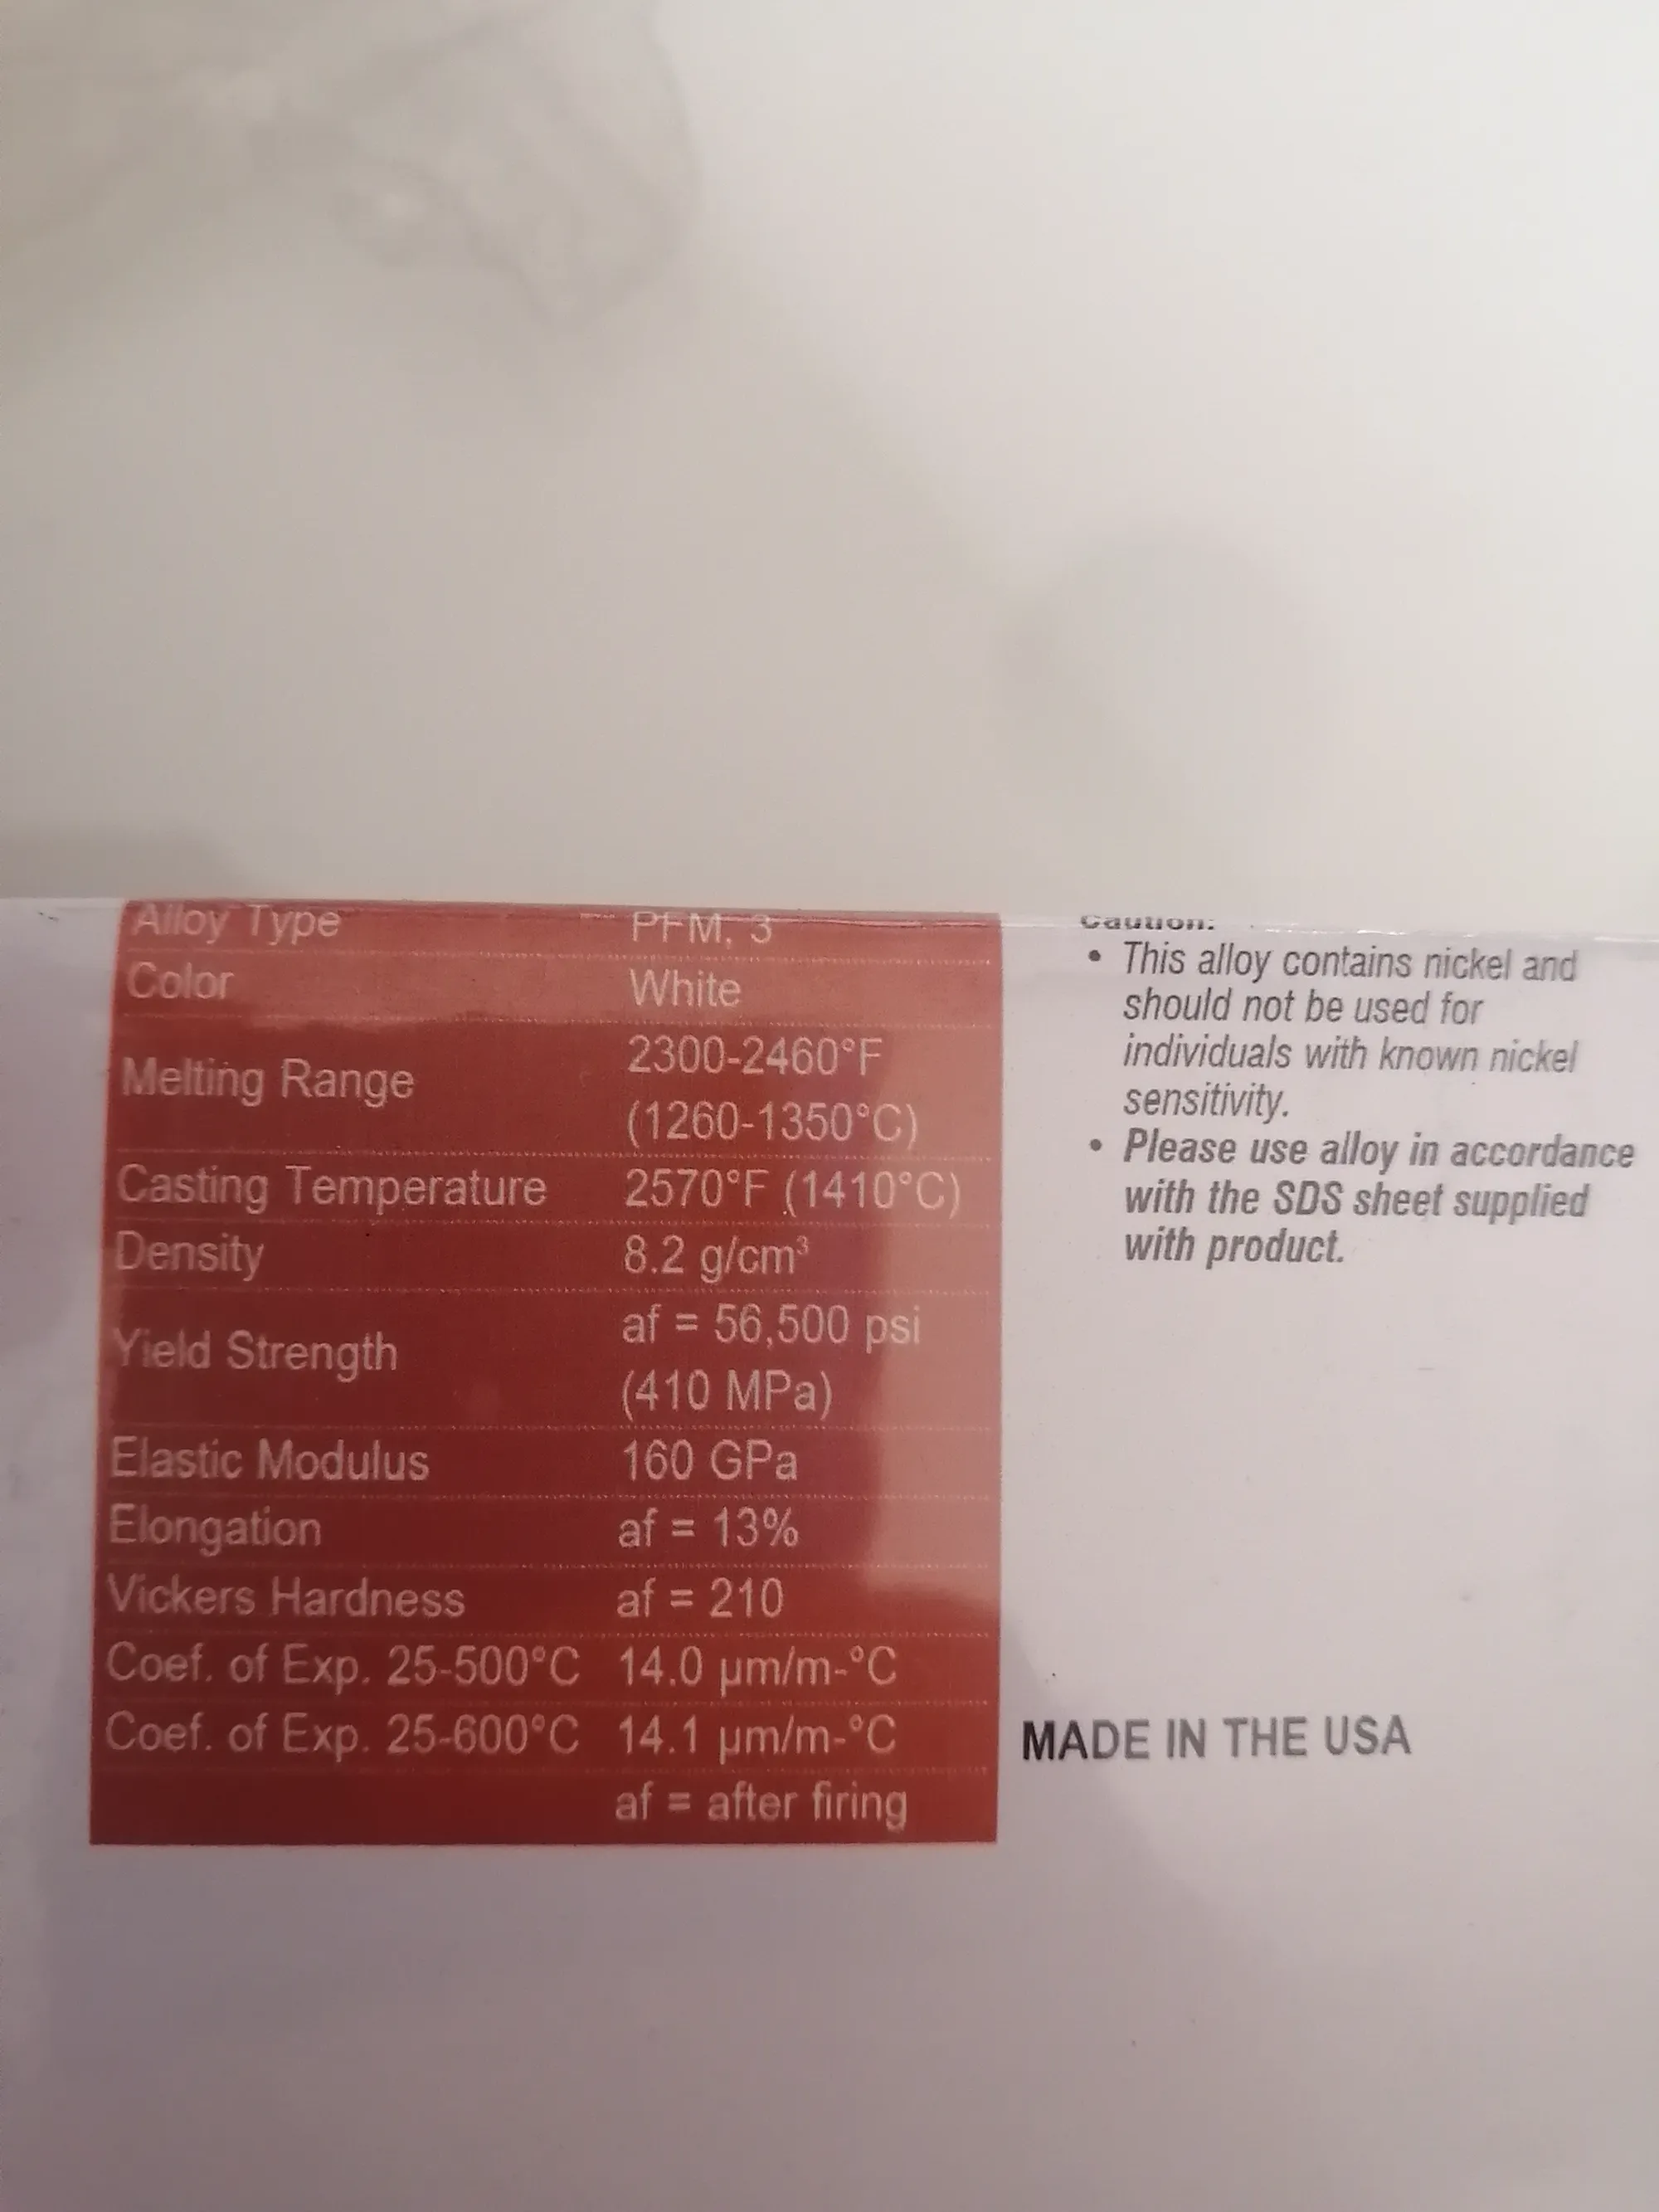 Alloy Type PFM, 3
Color White
Melting Range 2300-2460°F
(1260-1350°C)
Casting Temperature 2570°F (1410°C)
Density 8.2 g/cm³
Yield Strength af = 56,500 psi
(410 MPa)
Elastic Modulus 160 GPa
Elongation af = 13%
Vickers Hardness af = 210
Coef. of Exp. 25-500°C 14.0 µm/m-°C
Coef. of Exp. 25-600°C 14.1 µm/m-°C
af = after firing
Caution:
• This alloy contains nickel and
should not be used for
individuals with known nickel
sensitivity.
• Please use alloy in accordance
with the SDS sheet supplied
with product.
MADE IN THE USA